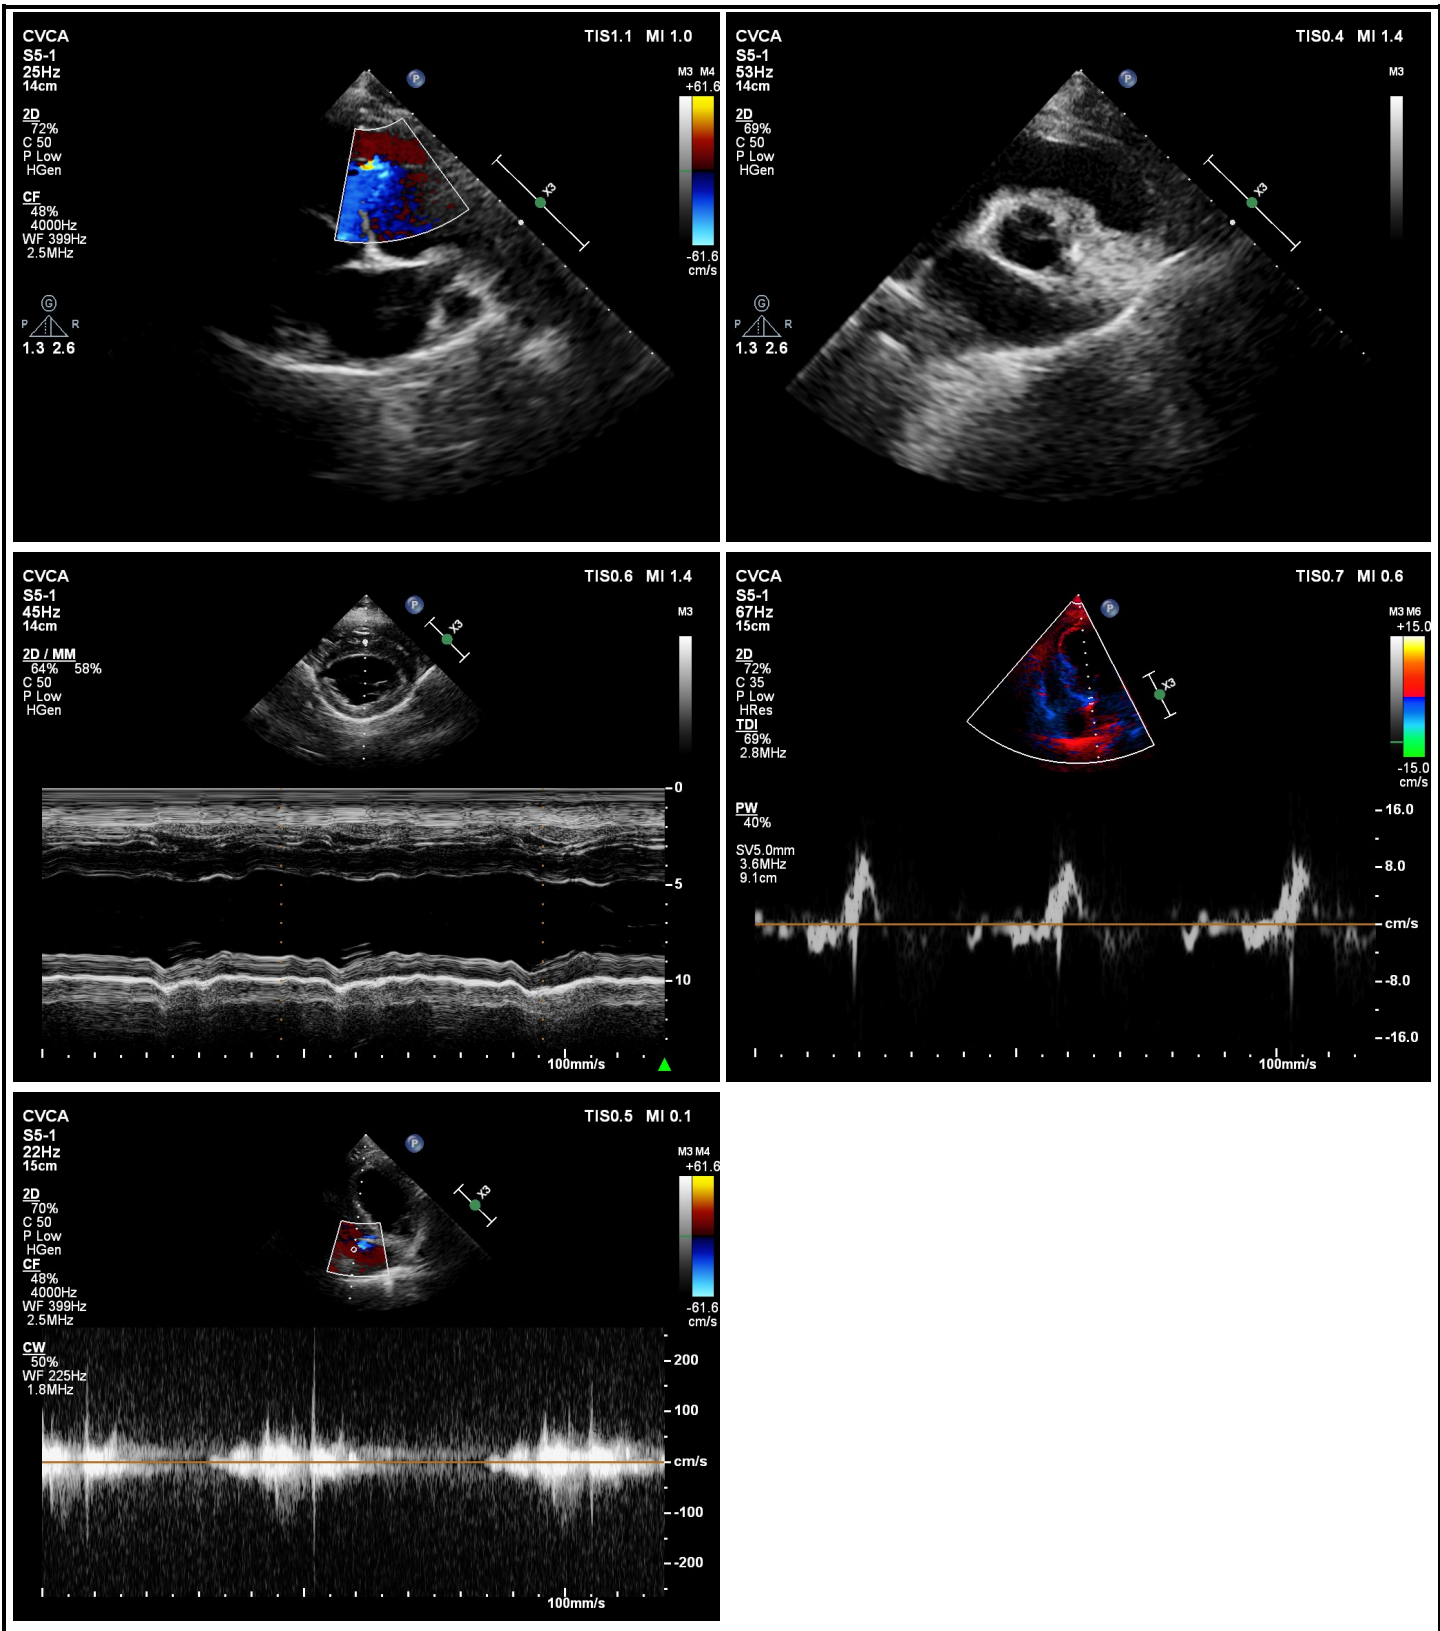 CVCA
TIS1.1 MI 1.0
S5-1
25Hz
14cm
M3 M4
+61.6
2D
72%
C 50
P Low
HGen
CF
48%
4000Hz
WF 399Hz
2.5MHz
-61.6
cm/s
P
X3
G
P R
1.3 2.6
CVCA
TIS0.4 MI 1.4
S5-1
53Hz
14cm
M3
2D
69%
C 50
P Low
HGen
P
X3
G
P R
1.3 2.6
CVCA
TIS0.6 MI 1.4
S5-1
45Hz
14cm
M3
2D / MM
64% 58%
C 50
P Low
HGen
P
X3
0
5
10
100mm/s
CVCA
TIS0.7 MI 0.6
S5-1
67Hz
15cm
M3 M6
+15.0
2D
72%
C 35
P Low
HRes
TDI
69%
2.8MHz
-15.0
cm/s
P
X3
PW
40%
SV5.0mm
3.6MHz
9.1cm
16.0
8.0
cm/s
-8.0
-16.0
100mm/s
CVCA
TIS0.5 MI 0.1
S5-1
22Hz
15cm
M3 M4
+61.6
2D
70%
C 50
P Low
HGen
CF
48%
4000Hz
WF 399Hz
2.5MHz
-61.6
cm/s
P
X3
CW
50%
WF 225Hz
1.8MHz
200
100
cm/s
-100
-200
100mm/s